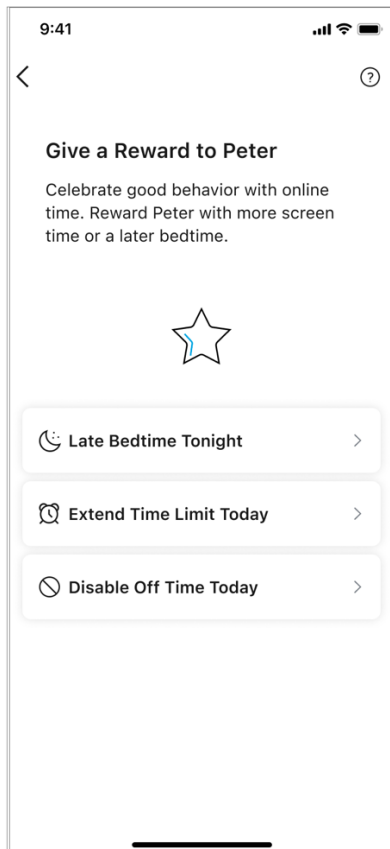 9:41
?
Give a Reward to Peter
Celebrate good behavior with online
time. Reward Peter with more screen
time or a later bedtime.
Late Bedtime Tonight
Extend Time Limit Today
Disable Off Time Today